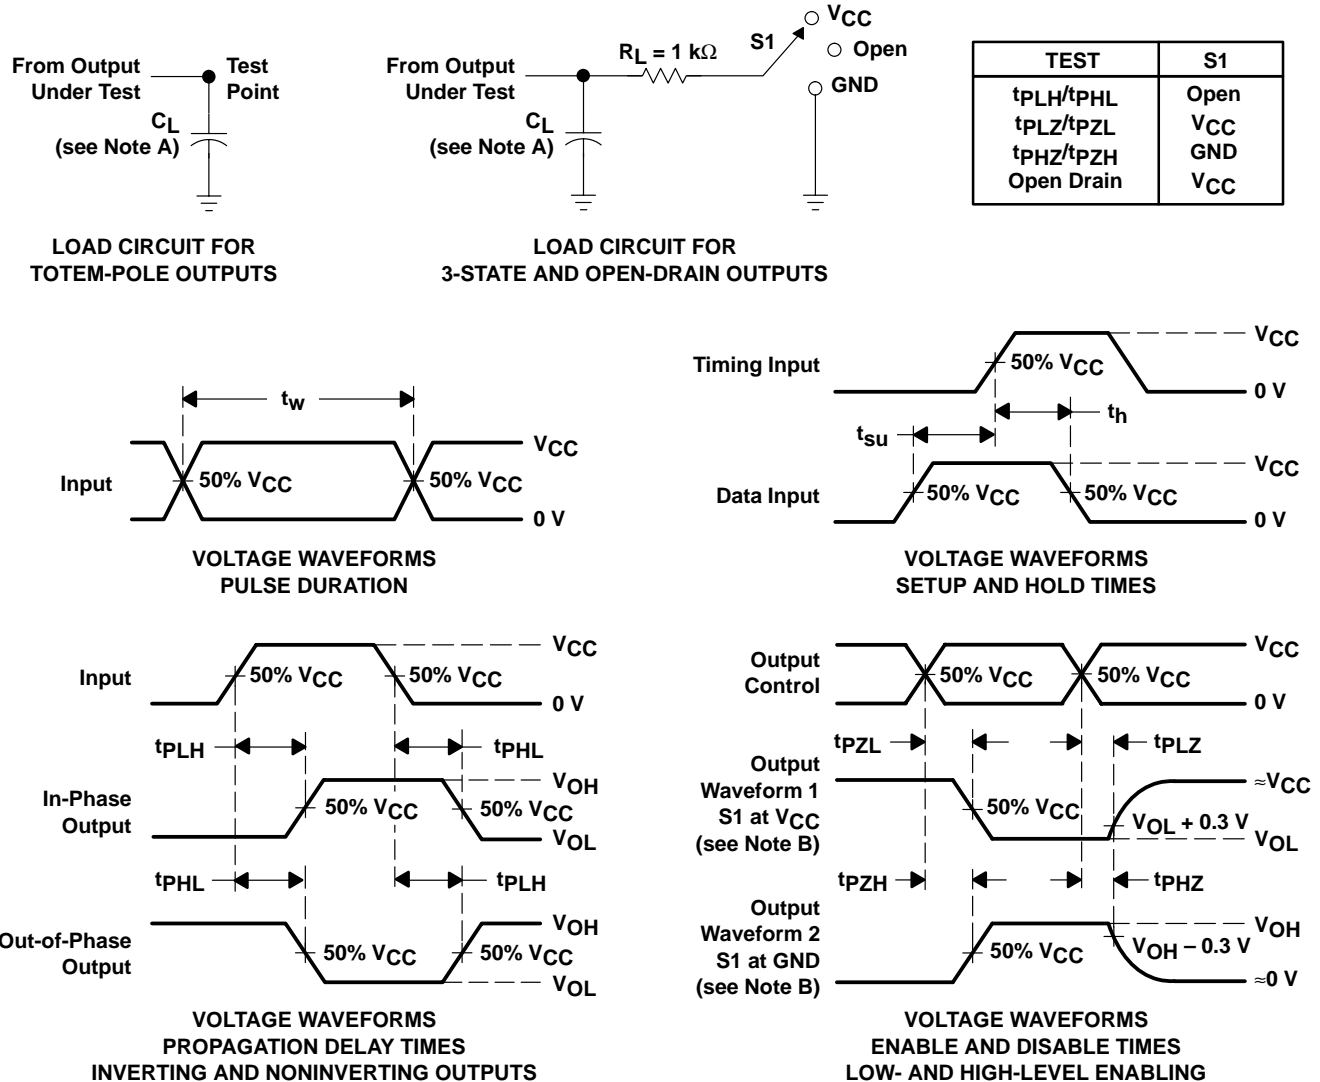 From Output
Under Test
Test
Point
CL
(see Note A)
LOAD CIRCUIT FOR
TOTEM-POLE OUTPUTS
From Output
Under Test
RL = 1 kΩ
S1
VCC
Open
GND
CL
(see Note A)
LOAD CIRCUIT FOR
3-STATE AND OPEN-DRAIN OUTPUTS
TEST S1
tPLH/tPHL Open
tPLZ/tPZL VCC
tPHZ/tPZH GND
Open Drain VCC
tw
Input
50% VCC
50% VCC
VCC
0 V
VOLTAGE WAVEFORMS
PULSE DURATION
Timing Input
50% VCC
VCC
0 V
th
tsu
Data Input
50% VCC
50% VCC
VCC
0 V
VOLTAGE WAVEFORMS
SETUP AND HOLD TIMES
Input
50% VCC
50% VCC
VCC
0 V
tPLH
tPHL
In-Phase
Output
50% VCC
50% VCC
VOH
VOL
tPHL
tPLH
Out-of-Phase
Output
50% VCC
50% VCC
VOH
VOL
VOLTAGE WAVEFORMS
PROPAGATION DELAY TIMES
INVERTING AND NONINVERTING OUTPUTS
Output
Control
50% VCC
50% VCC
VCC
0 V
tPZL
tPLZ
Output
Waveform 1
S1 at VCC
(see Note B)
50% VCC
VOL + 0.3 V
≈VCC
VOL
tPZH
tPHZ
Output
Waveform 2
S1 at GND
(see Note B)
50% VCC
VOH − 0.3 V
VOH
≈0 V
VOLTAGE WAVEFORMS
ENABLE AND DISABLE TIMES
LOW- AND HIGH-LEVEL ENABLING